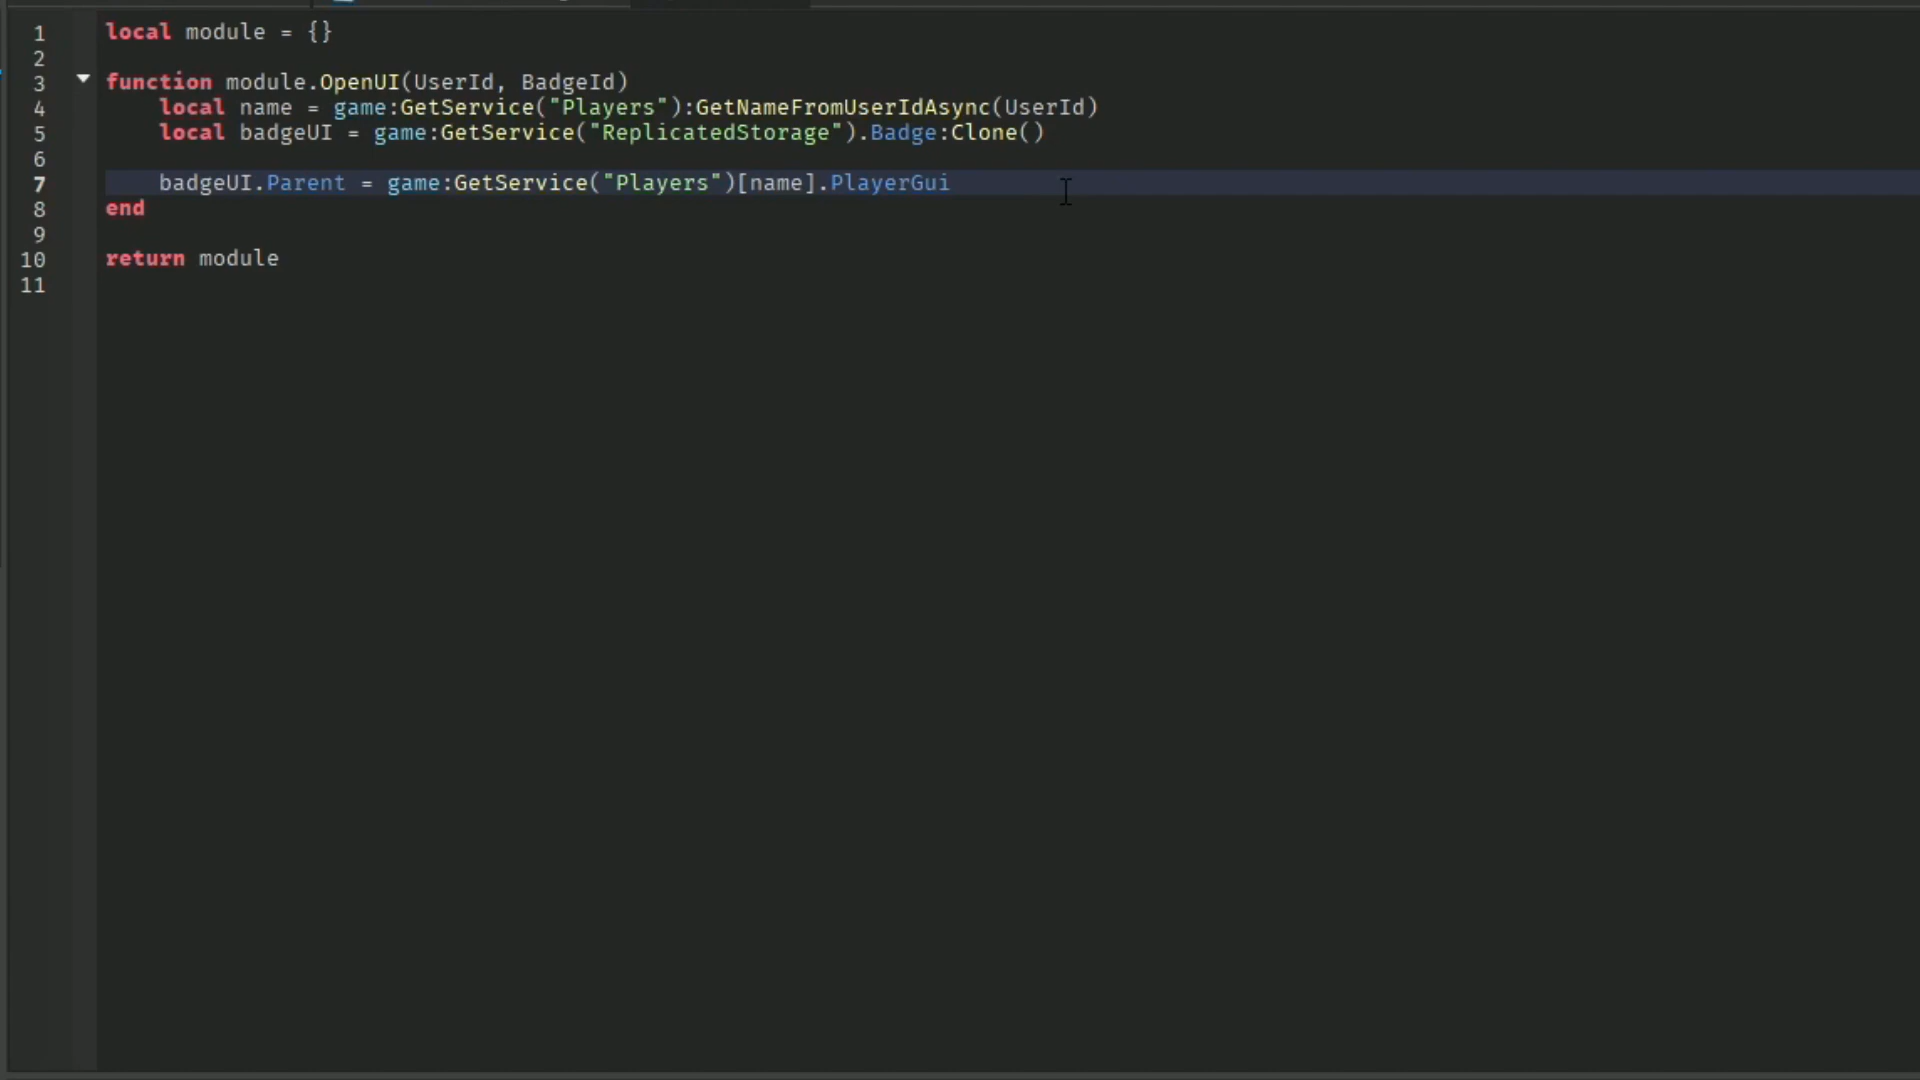 1 local module = {}
2
3 function module.OpenUI(UserId, BadgeId)
4 local name = game:GetService("Players"):GetNameFromUserIdAsync(UserId)
5 local badgeUI = game:GetService("ReplicatedStorage").Badge:Clone()
6
7 badgeUI.Parent = game:GetService("Players")[name].PlayerGui
8 end
9
10 return module
11